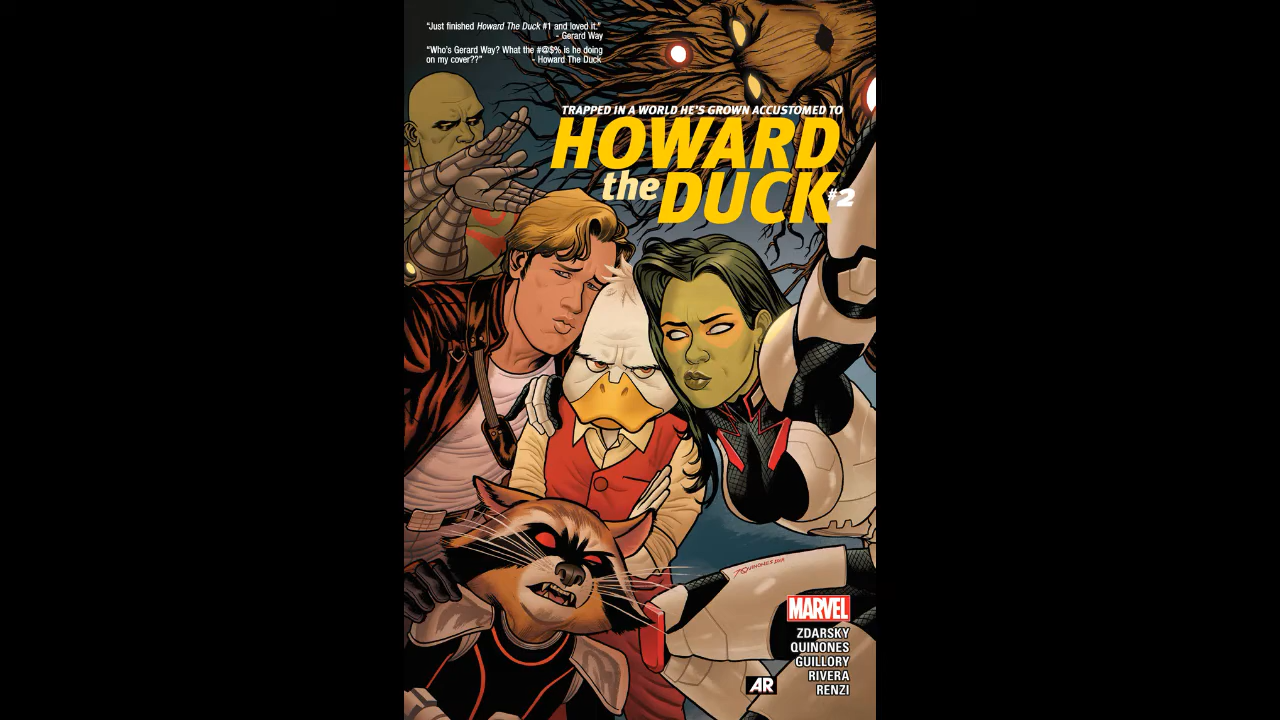 "Just finished Howard The Duck #1 and loved it."
- Gerard Way
"Who's Gerard Way? What the #@$% is he doing
on my cover??" - Howard The Duck
TRAPPED IN A WORLD HE'S GROWN ACCUSTOMED TO
HOWARD
the DUCK #2
MARVEL
ZDARSKY
QUINONES
GUILLORY
RIVERA
RENZI
AR